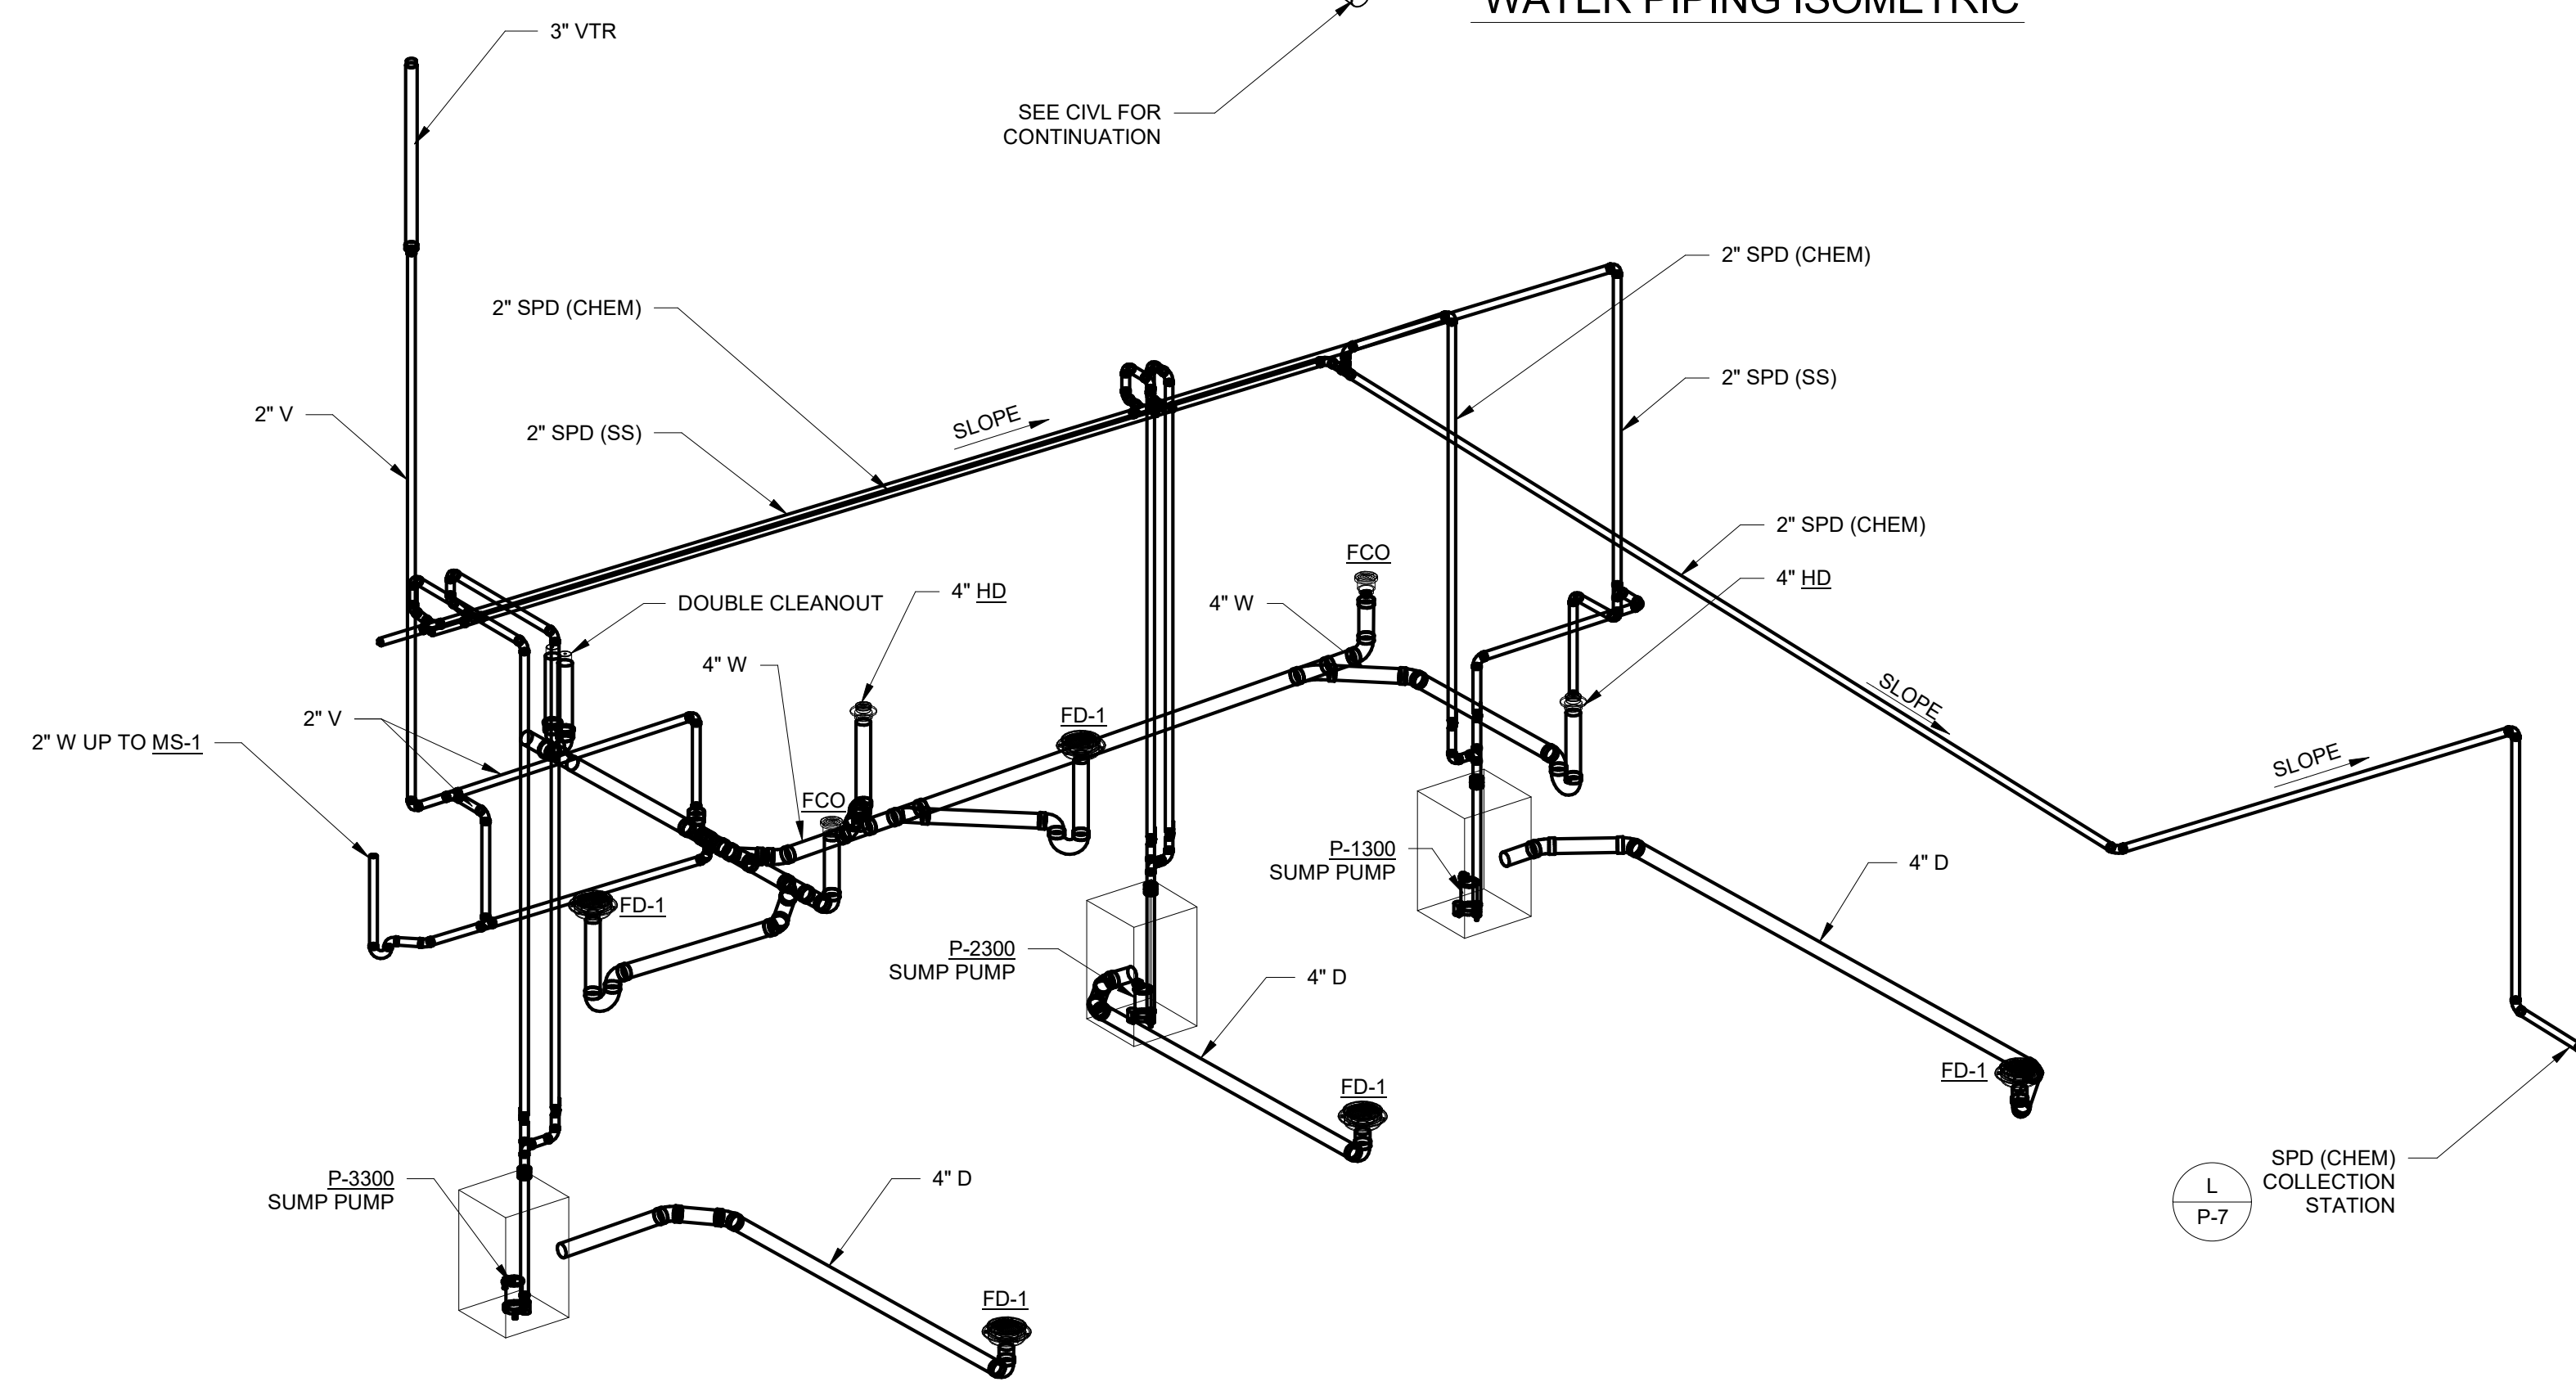 WATER PIPING ISOMETRIC
3" VTR
SEE CIVL FOR
CONTINUATION
2" SPD (CHEM)
2" SPD (CHEM)
2" SPD (SS)
2" V
SLOPE
2" SPD (SS)
2" SPD (CHEM)
FCO
4" HD
4" HD
DOUBLE CLEANOUT
4" W
4" W
SLOPE
2" V
FD-1
2" W UP TO MS-1
SLOPE
FCO
P-1300
SUMP PUMP
4" D
FD-1
P-2300
SUMP PUMP
4" D
FD-1
FD-1
P-3300
SUMP PUMP
4" D
SPD (CHEM)
COLLECTION
STATION
L
P-7
FD-1